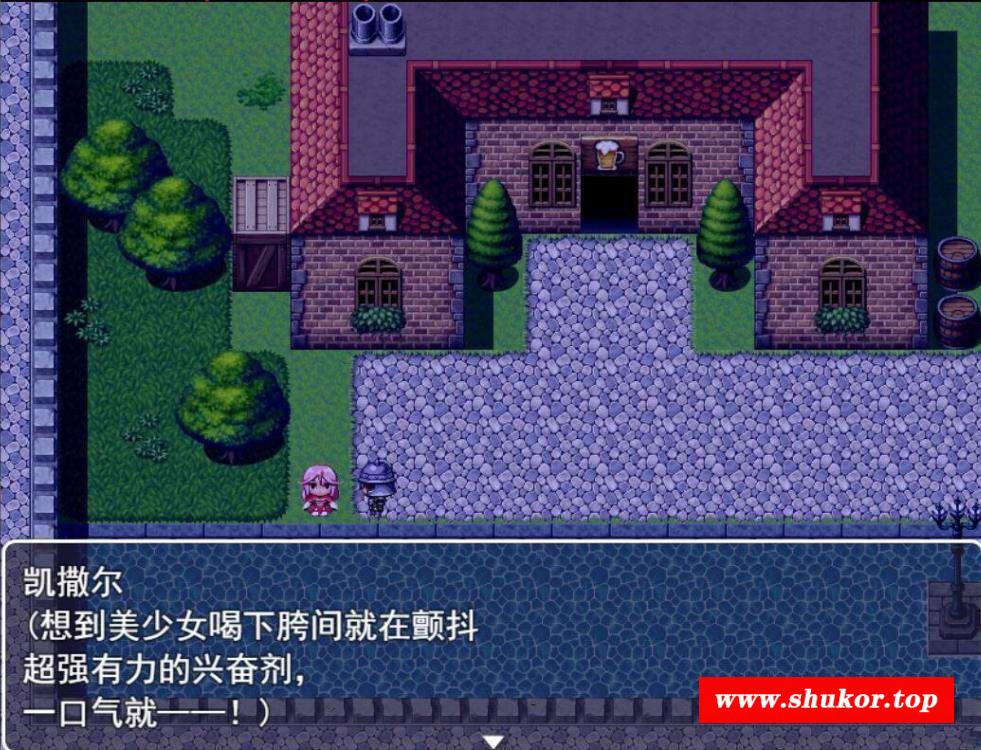 凯撒尔
(想到美少女喝下胯间就在颤抖
超强有力的兴奋剂，
一口气就——！)
www.shukor.top